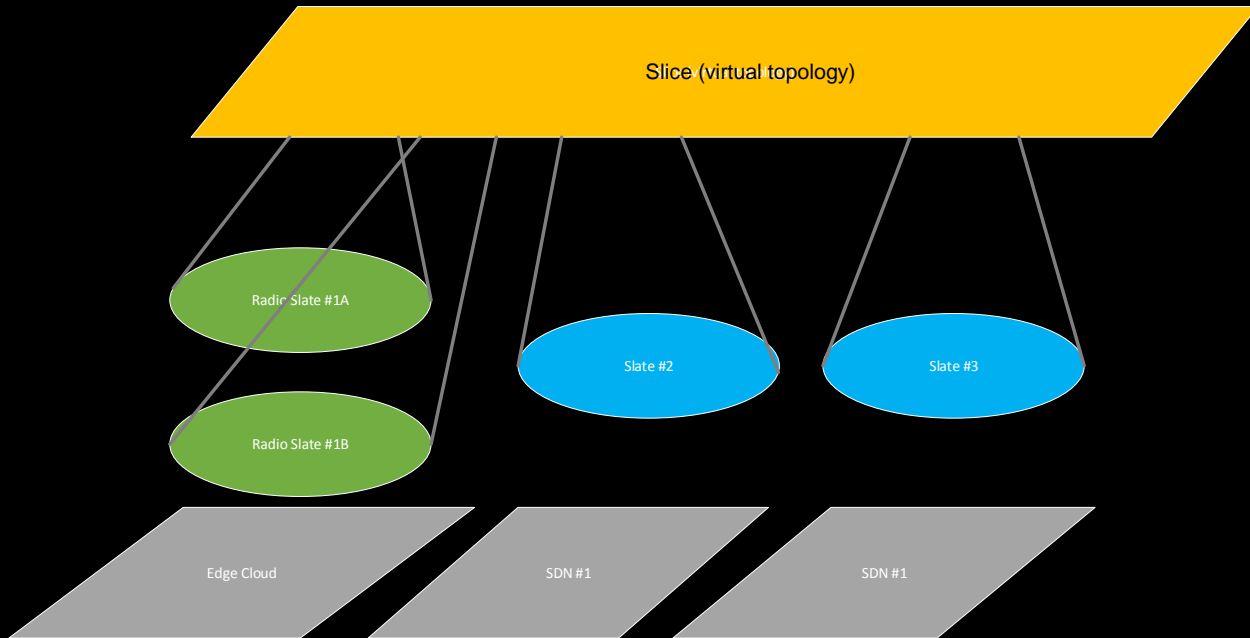 Slice (virtual topology)
Radio Slate #1A
Slate #2
Slate #3
Radio Slate #1B
Edge Cloud
SDN #1
SDN #1